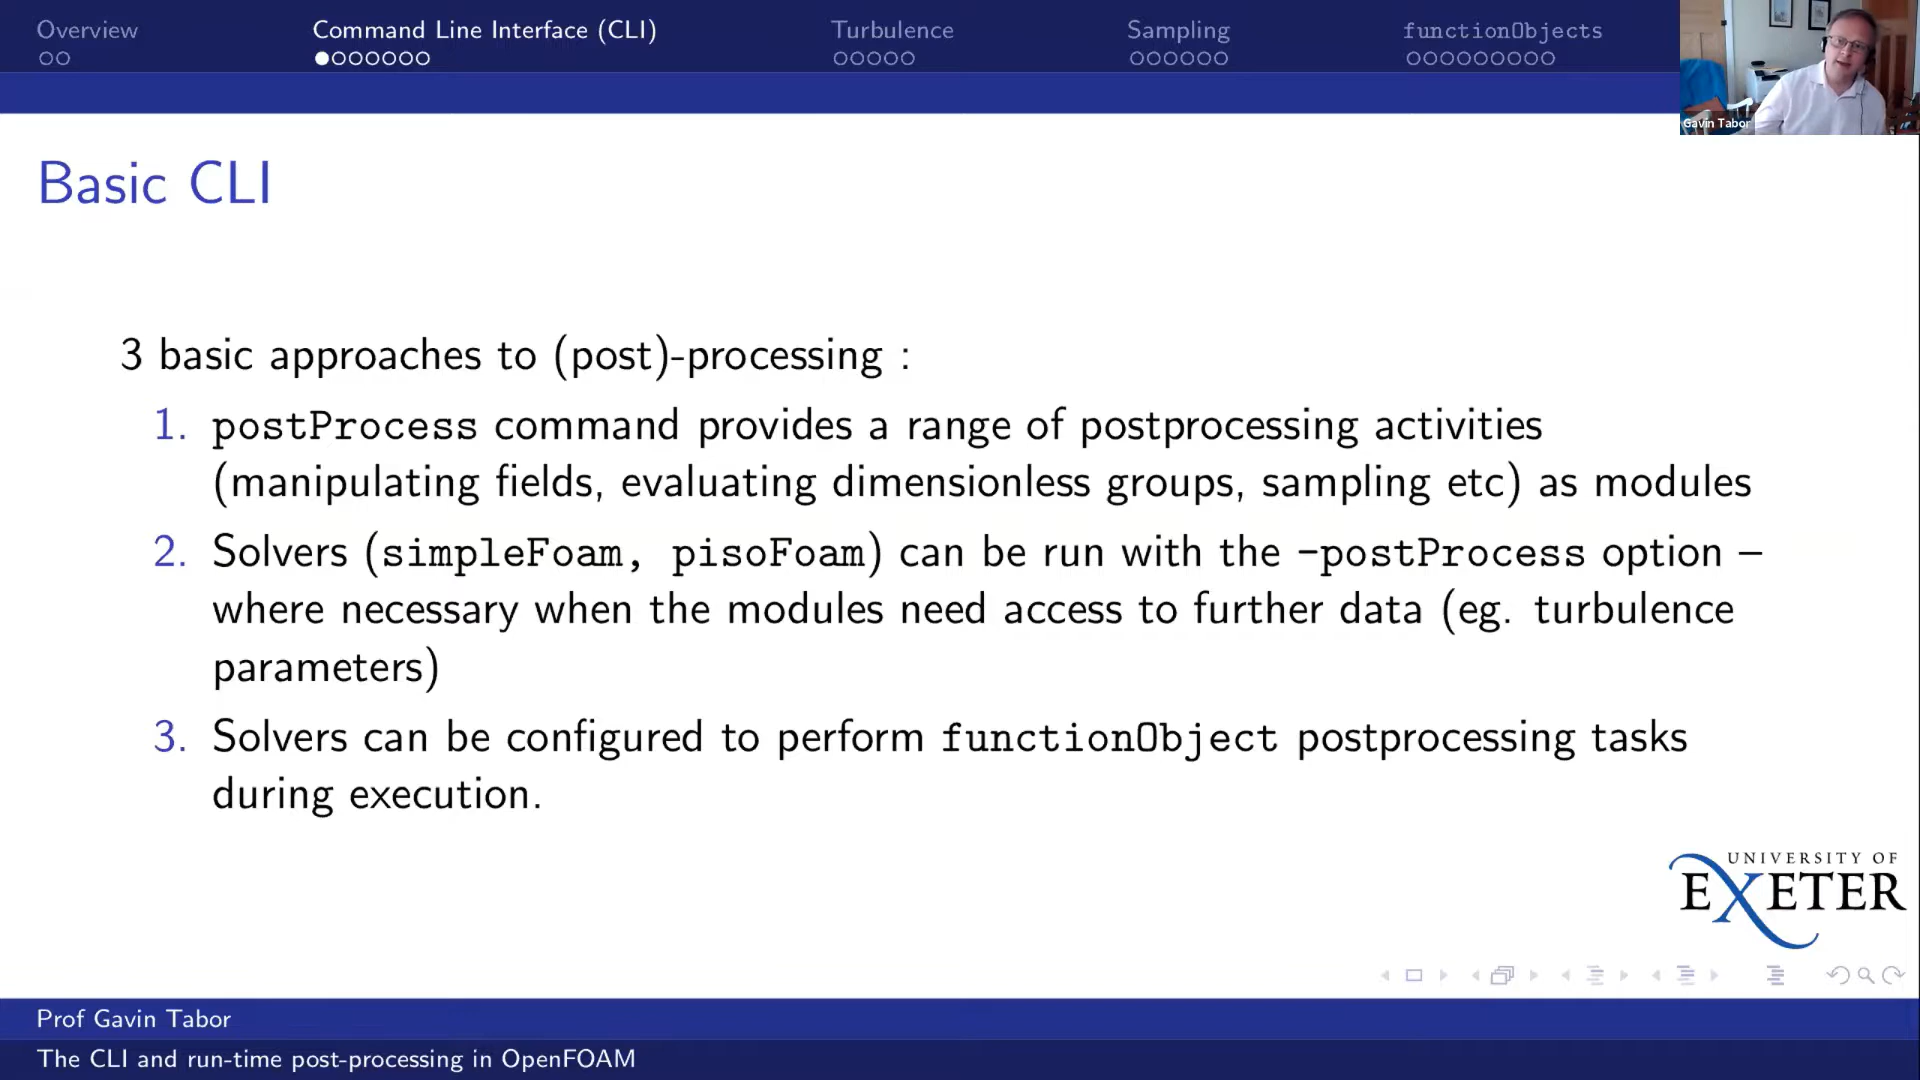 Overview
Command Line Interface (CLI)
Turbulence
Sampling
functionObjects
Gavin Tabor
Basic CLI
3 basic approaches to (post)-processing :
1. postProcess command provides a range of postprocessing activities
(manipulating fields, evaluating dimensionless groups, sampling etc) as modules
2. Solvers (simpleFoam, pisoFoam) can be run with the -postProcess option –
where necessary when the modules need access to further data (eg. turbulence
parameters)
3. Solvers can be configured to perform functionObject postprocessing tasks
during execution.
UNIVERSITY OF
EXETER
Prof Gavin Tabor
The CLI and run-time post-processing in OpenFOAM